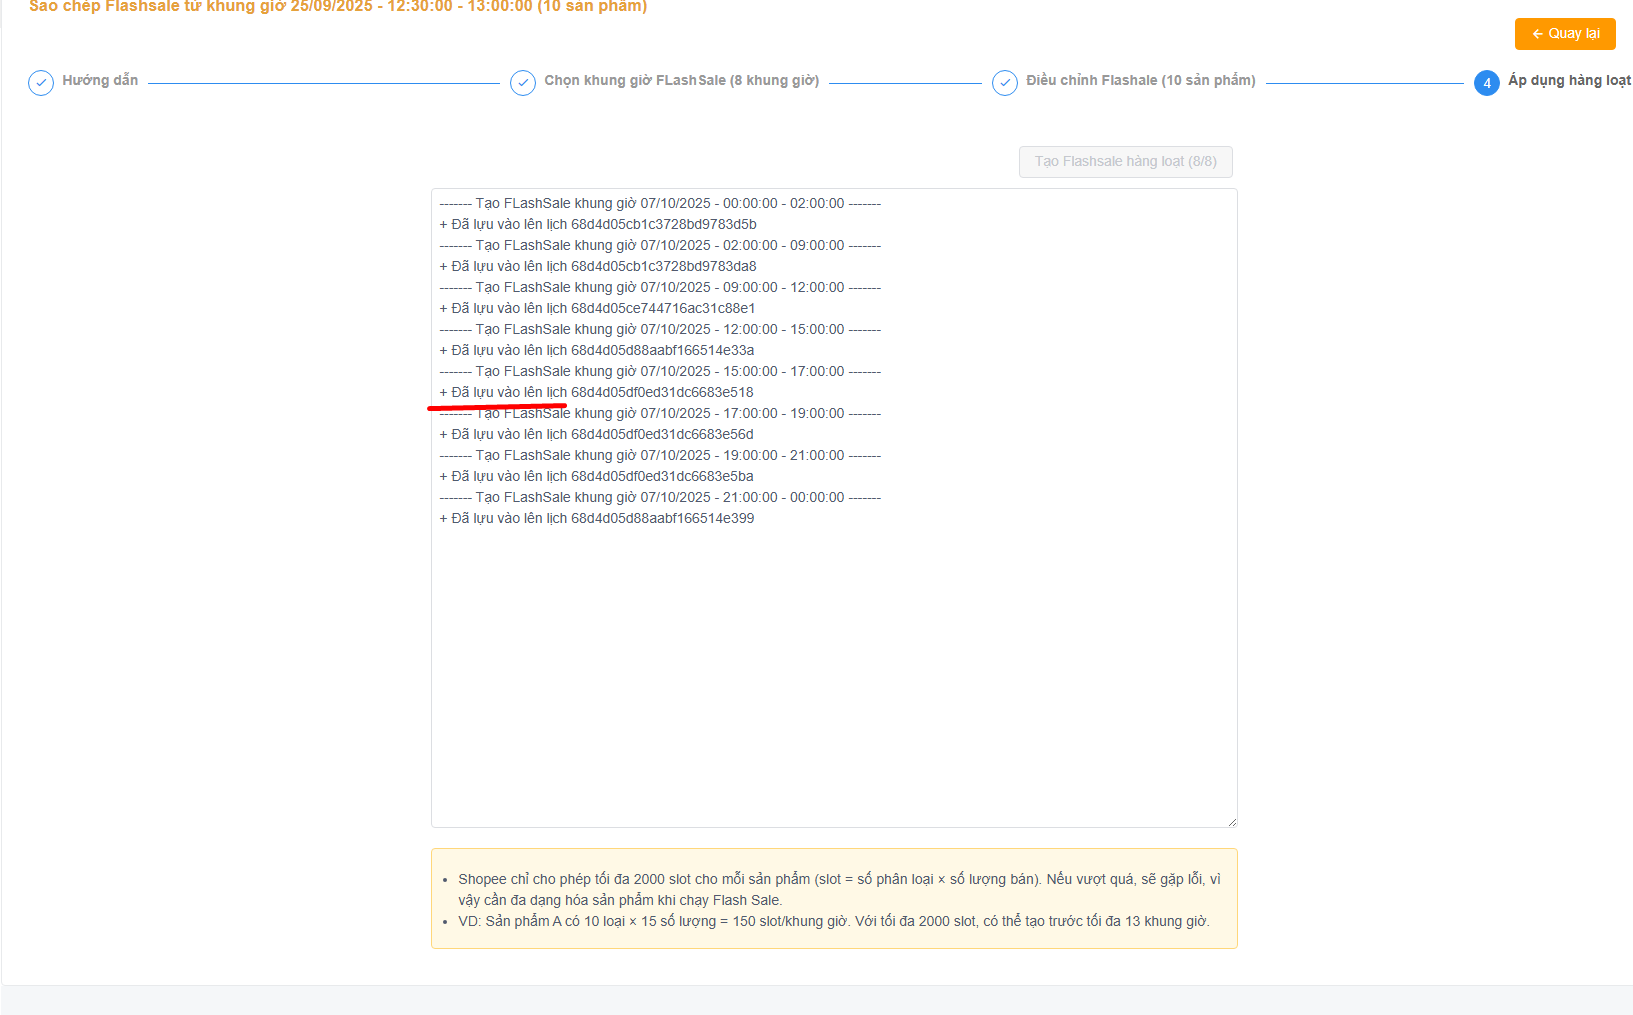 Sao chép Flashsale từ khung giờ 25/09/2025 - 12:30:00 - 13:00:00 (10 sản phẩm)
← Quay lại
Hướng dẫn
Chọn khung giờ FLashSale (8 khung giờ)
Điều chỉnh Flashale (10 sản phẩm)
4 Áp dụng hàng loạt
Tạo Flashsale hàng loạt (8/8)
------- Tạo FLashSale khung giờ 07/10/2025 - 00:00:00 - 02:00:00 -------
+ Đã lựu vào lên lịch 68d4d05cb1c3728bd9783d5b
------- Tạo FLashSale khung giờ 07/10/2025 - 02:00:00 - 09:00:00 -------
+ Đã lựu vào lên lịch 68d4d05cb1c3728bd9783da8
------- Tạo FLashSale khung giờ 07/10/2025 - 09:00:00 - 12:00:00 -------
+ Đã lựu vào lên lịch 68d4d05ce744716ac31c88e1
------- Tạo FLashSale khung giờ 07/10/2025 - 12:00:00 - 15:00:00 -------
+ Đã lựu vào lên lịch 68d4d05d88aabf166514e33a
------- Tạo FLashSale khung giờ 07/10/2025 - 15:00:00 - 17:00:00 -------
+ Đã lựu vào lên lịch 68d4d05df0ed31dc6683e518
------- Tạo FLashSale khung giờ 07/10/2025 - 17:00:00 - 19:00:00 -------
+ Đã lựu vào lên lịch 68d4d05df0ed31dc6683e56d
------- Tạo FLashSale khung giờ 07/10/2025 - 19:00:00 - 21:00:00 -------
+ Đã lựu vào lên lịch 68d4d05df0ed31dc6683e5ba
------- Tạo FLashSale khung giờ 07/10/2025 - 21:00:00 - 00:00:00 -------
+ Đã lựu vào lên lịch 68d4d05d88aabf166514e399
• Shopee chỉ cho phép tối đa 2000 slot cho mỗi sản phẩm (slot = số phân loại × số lượng bán). Nếu vượt quá, sẽ gặp lỗi, vì
vậy cần đa dạng hóa sản phẩm khi chạy Flash Sale.
• VD: Sản phẩm A có 10 loại × 15 số lượng = 150 slot/khung giờ. Với tối đa 2000 slot, có thể tạo trước tối đa 13 khung giờ.